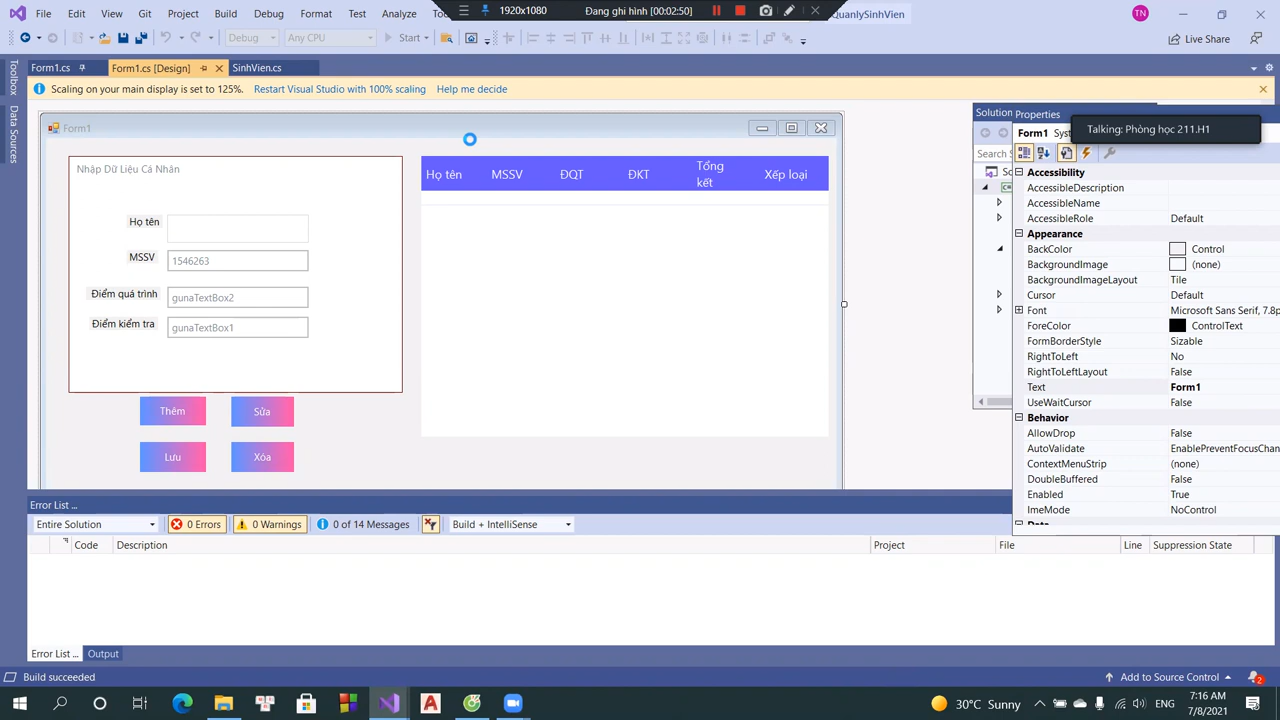 File Edit View Git Project Build Debug Format Test Analyze
1920x1080 Đang ghi hình [00:02:50]
QuanlySinhVien
TN
Debug Any CPU Start
Live Share
Form1.cs Form1.cs [Design] SinhVien.cs
Scaling on your main display is set to 125%. Restart Visual Studio with 100% scaling Help me decide
Toolbox
Data Sources
Form1
Nhập Dữ Liệu Cá Nhân
Họ tên
MSSV 1546263
Điểm quá trình gunaTextBox2
Điểm kiểm tra gunaTextBox1
Thêm Sửa
Lưu Xóa
Họ tên MSSV ĐQT ĐKT Tổng kết Xếp loại
Properties
Talking: Phòng học 211.H1
Form1
Search
Accessibility
AccessibleDescription
AccessibleName
AccessibleRole Default
Appearance
BackColor Control
BackgroundImage (none)
BackgroundImageLayout Tile
Cursor Default
Font Microsoft Sans Serif, 7.8p
ForeColor ControlText
FormBorderStyle Sizable
RightToLeft No
RightToLeftLayout False
Text Form1
UseWaitCursor False
Behavior
AllowDrop False
AutoValidate EnablePreventFocusChan
ContextMenuStrip (none)
DoubleBuffered False
Enabled True
ImeMode NoControl
Error List ...
Entire Solution 0 Errors 0 Warnings 0 of 14 Messages Build + IntelliSense
Code Description Project File Line Suppression State
Error List ... Output
Build succeeded
Add to Source Control
2
30°C Sunny
ENG
7:16 AM
7/8/2021